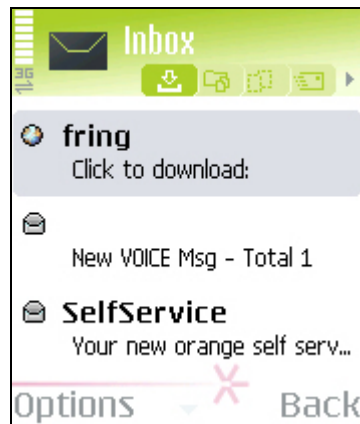 Inbox
3G
fring
Click to download:
New VOICE Msg - Total 1
SelfService
Your new orange self serv...
Options
Back